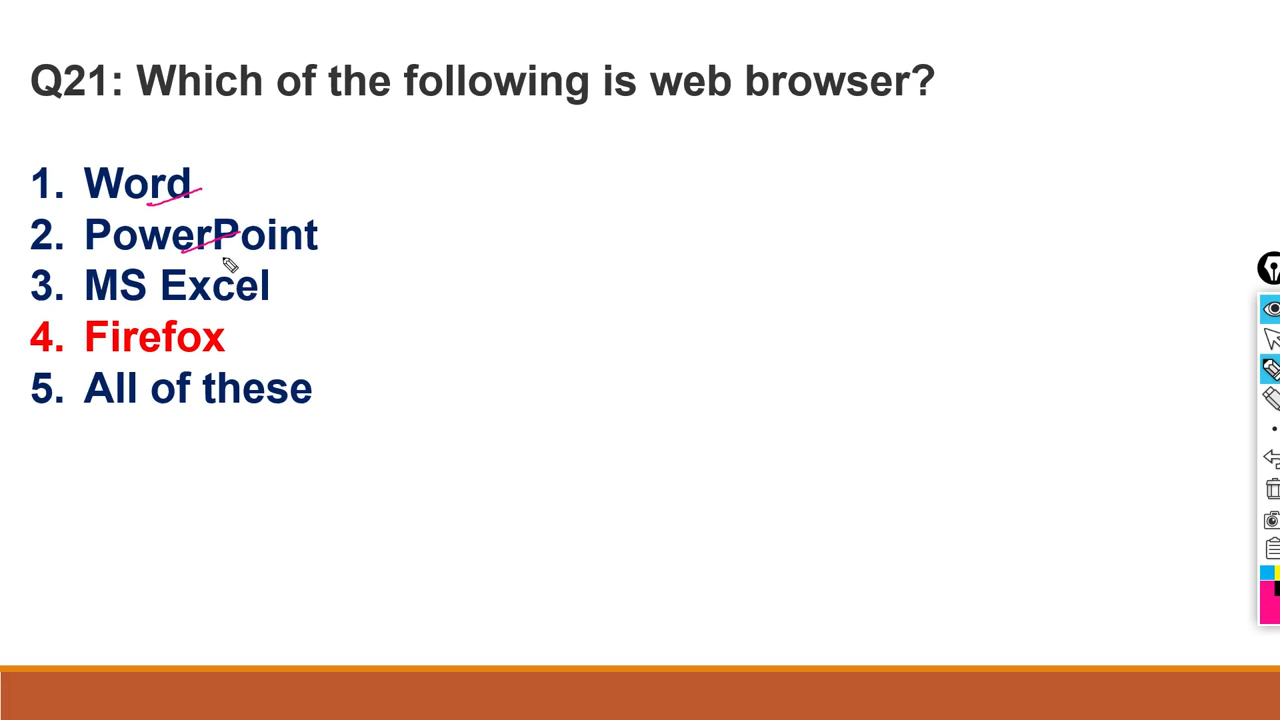 Q21: Which of the following is web browser?
1. Word
2. PowerPoint
3. MS Excel
4. Firefox
5. All of these